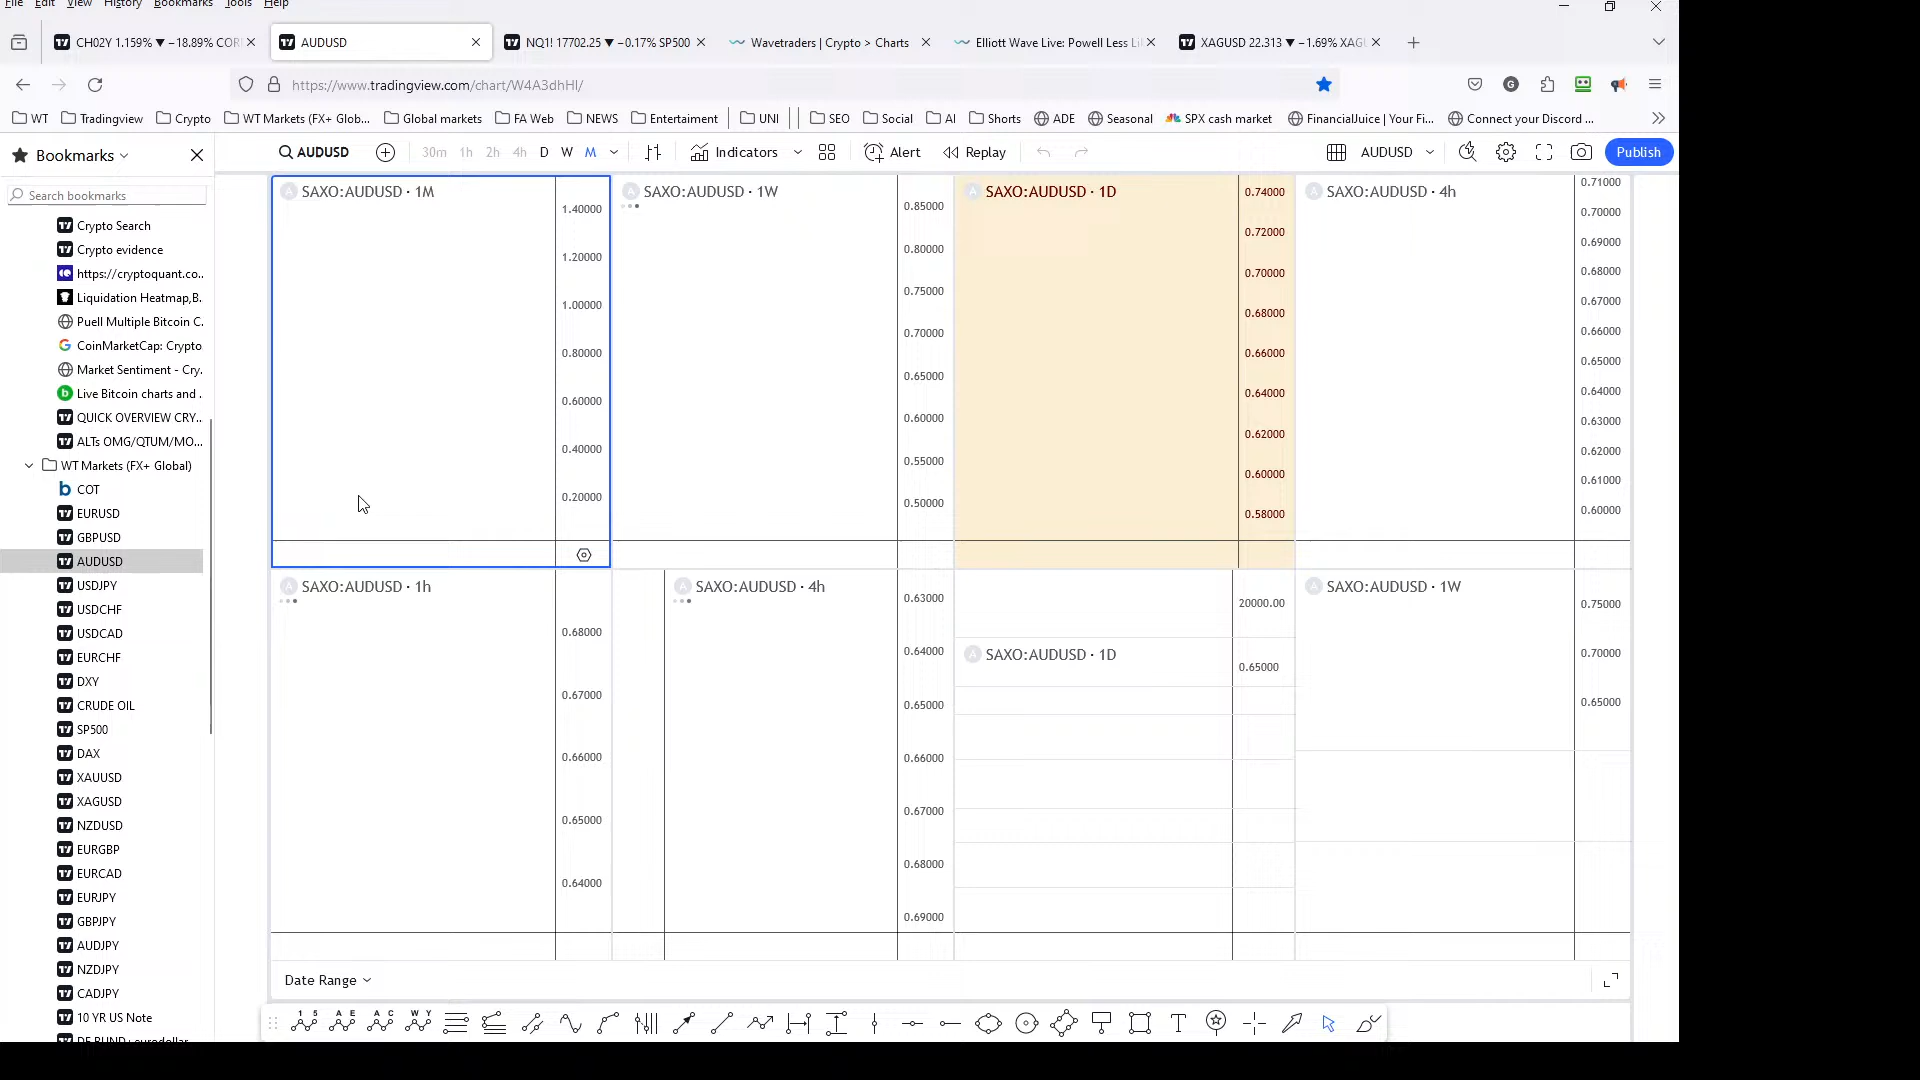 File Edit View History Bookmarks Tools Help
CH02Y 1.159% ▼ −18.89% COR
AUDUSD
NQ1! 17702.25 ▼ −0.17% SP500
Wavetraders | Crypto > Charts
Elliott Wave Live: Powell Less Li
XAGUSD 22.313 ▼ −1.69% XAG
https://www.tradingview.com/chart/W4A3dhHl/
WT Tradingview Crypto WT Markets (FX+ Glob... Global markets FA Web NEWS Entertaiment UNI SEO Social AI Shorts ADE Seasonal SPX cash market FinancialJuice | Your Fi... Connect your Discord ...
Bookmarks
Search bookmarks
Crypto Search
Crypto evidence
https://cryptoquant.co..
Liquidation Heatmap,B.
Puell Multiple Bitcoin C.
CoinMarketCap: Crypto
Market Sentiment - Cry.
Live Bitcoin charts and .
QUICK OVERVIEW CRY...
ALTs OMG/QTUM/MO...
WT Markets (FX+ Global)
COT
EURUSD
GBPUSD
AUDUSD
USDJPY
USDCHF
USDCAD
EURCHF
DXY
CRUDE OIL
SP500
DAX
XAUUSD
XAGUSD
NZDUSD
EURGBP
EURCAD
EURJPY
GBPJPY
AUDJPY
NZDJPY
CADJPY
10 YR US Note
AUDUSD 30m 1h 2h 4h D W M Indicators Alert Replay AUDUSD Publish
A SAXO:AUDUSD · 1M
1.40000
1.20000
1.00000
0.80000
0.60000
0.40000
0.20000
A SAXO:AUDUSD · 1W
0.85000
0.80000
0.75000
0.70000
0.65000
0.60000
0.55000
0.50000
A SAXO:AUDUSD · 1D
0.74000
0.72000
0.70000
0.68000
0.66000
0.64000
0.62000
0.60000
0.58000
A SAXO:AUDUSD · 4h
0.71000
0.70000
0.69000
0.68000
0.67000
0.66000
0.65000
0.64000
0.63000
0.62000
0.61000
0.60000
A SAXO:AUDUSD · 1h
0.68000
0.67000
0.66000
0.65000
0.64000
A SAXO:AUDUSD · 4h
0.63000
0.64000
0.65000
0.66000
0.67000
0.68000
0.69000
20000.00
A SAXO:AUDUSD · 1D
0.65000
A SAXO:AUDUSD · 1W
0.75000
0.70000
0.65000
Date Range
1 5 A E A C W Y T